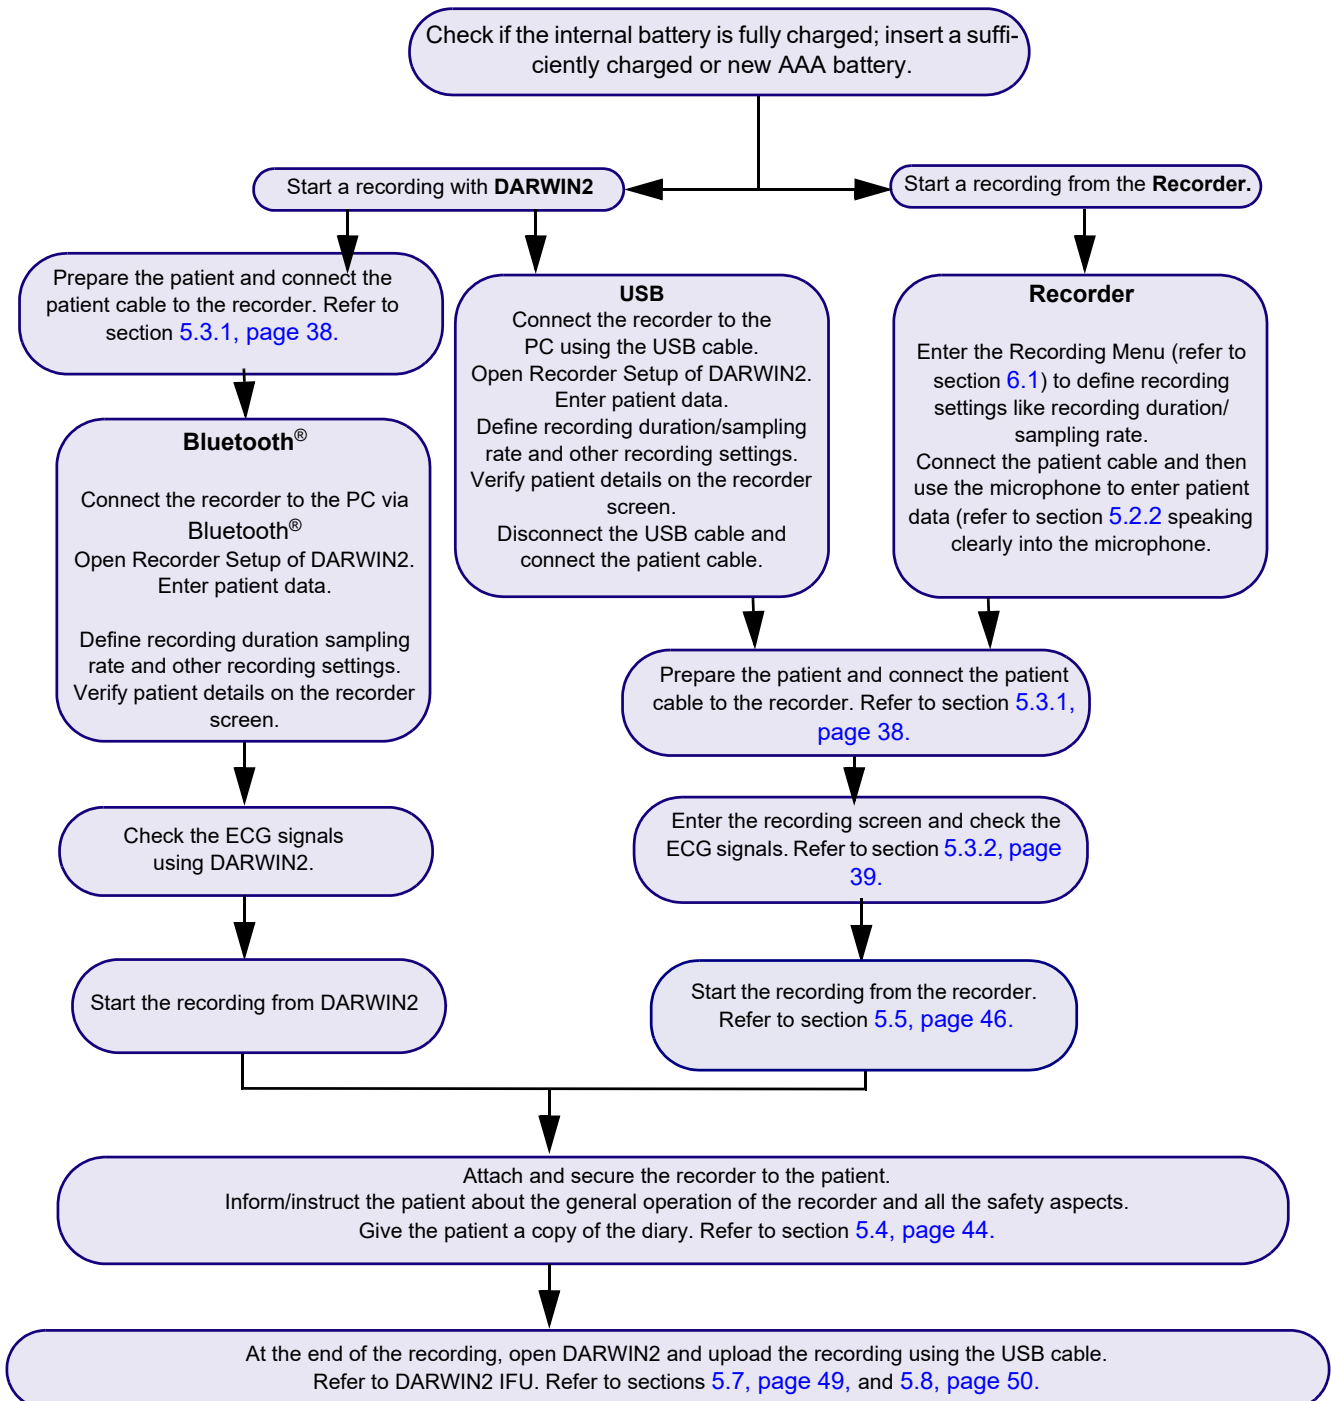 Check if the internal battery is fully charged; insert a suffi-
ciently charged or new AAA battery.
Start a recording with DARWIN2
Start a recording from the Recorder.
Prepare the patient and connect the
patient cable to the recorder. Refer to
section 5.3.1, page 38.
USB
Connect the recorder to the
PC using the USB cable.
Open Recorder Setup of DARWIN2.
Enter patient data.
Define recording duration/sampling
rate and other recording settings.
Verify patient details on the recorder
screen.
Disconnect the USB cable and
connect the patient cable.
Recorder
Enter the Recording Menu (refer to
section 6.1) to define recording
settings like recording duration/
sampling rate.
Connect the patient cable and then
use the microphone to enter patient
data (refer to section 5.2.2 speaking
clearly into the microphone.
Bluetooth®
Connect the recorder to the PC via
Bluetooth®
Open Recorder Setup of DARWIN2.
Enter patient data.
Define recording duration sampling
rate and other recording settings.
Verify patient details on the recorder
screen.
Prepare the patient and connect the patient
cable to the recorder. Refer to section 5.3.1,
page 38.
Check the ECG signals
using DARWIN2.
Enter the recording screen and check the
ECG signals. Refer to section 5.3.2, page
39.
Start the recording from DARWIN2
Start the recording from the recorder.
Refer to section 5.5, page 46.
Attach and secure the recorder to the patient.
Inform/instruct the patient about the general operation of the recorder and all the safety aspects.
Give the patient a copy of the diary. Refer to section 5.4, page 44.
At the end of the recording, open DARWIN2 and upload the recording using the USB cable.
Refer to DARWIN2 IFU. Refer to sections 5.7, page 49, and 5.8, page 50.